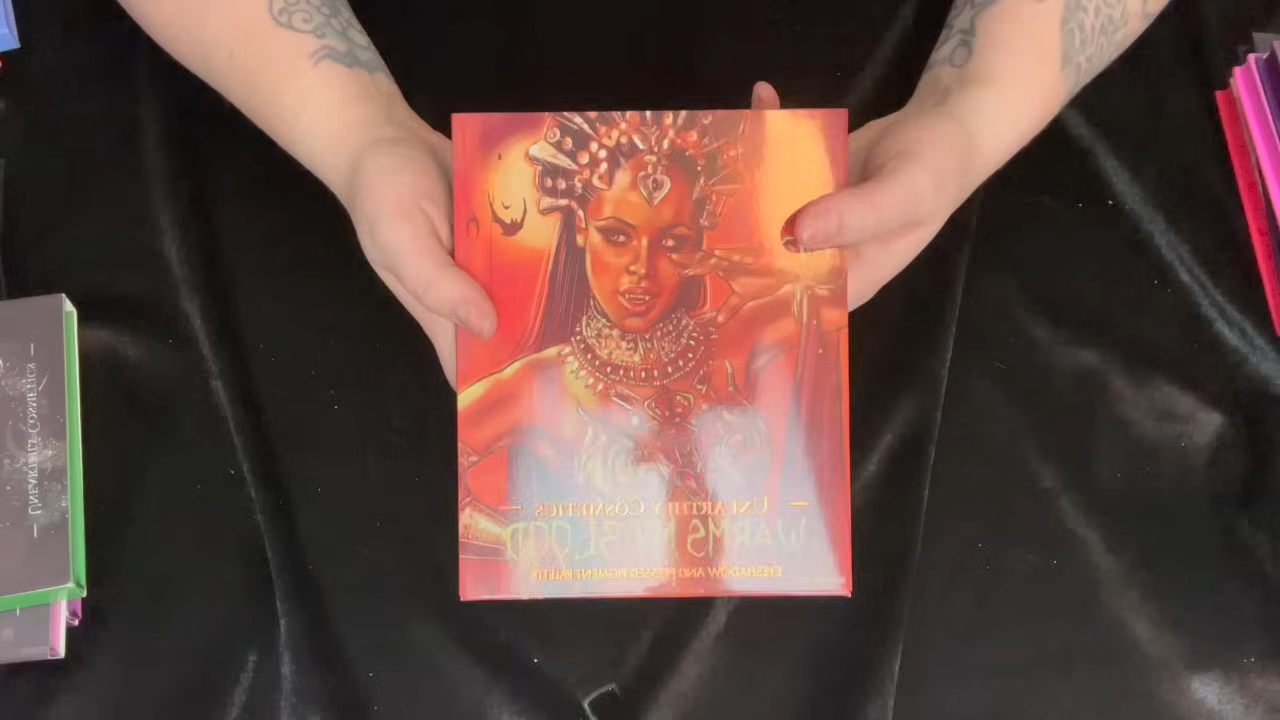 — UNEARTHLY COSMETICS —
WARMS MY BLOOD
EYESHADOW AND PRESSED PIGMENT PALETTE
— UNEARTHLY COSMETICS —